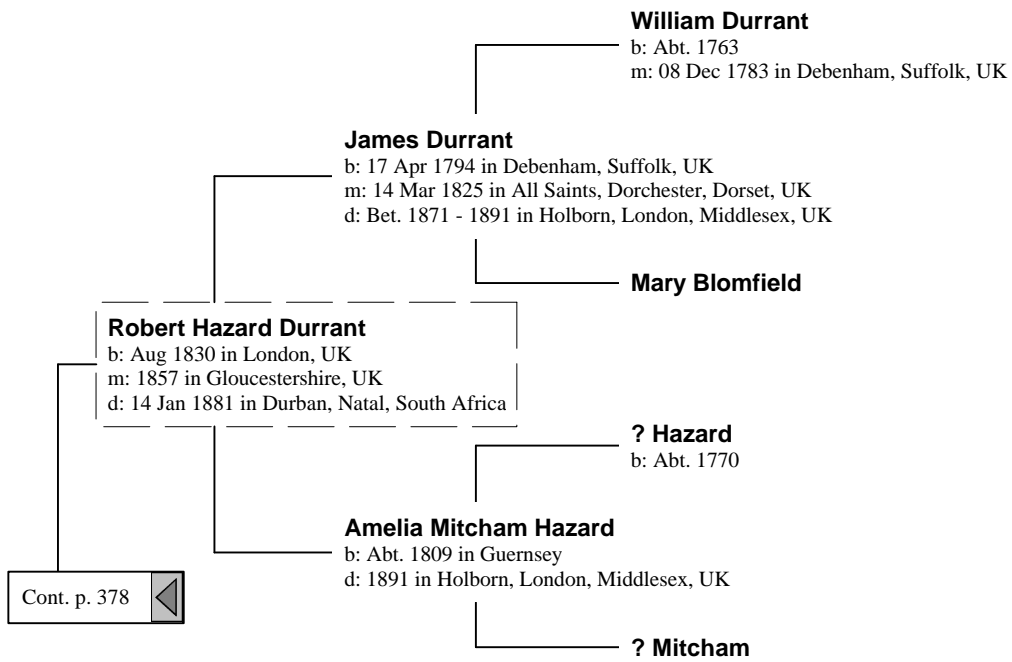 William Durrant
b: Abt. 1763
m: 08 Dec 1783 in Debenham, Suffolk, UK
James Durrant
b: 17 Apr 1794 in Debenham, Suffolk, UK
m: 14 Mar 1825 in All Saints, Dorchester, Dorset, UK
d: Bet. 1871 - 1891 in Holborn, London, Middlesex, UK
Mary Blomfield
Robert Hazard Durrant
b: Aug 1830 in London, UK
m: 1857 in Gloucestershire, UK
d: 14 Jan 1881 in Durban, Natal, South Africa
? Hazard
b: Abt. 1770
Amelia Mitcham Hazard
b: Abt. 1809 in Guernsey
d: 1891 in Holborn, London, Middlesex, UK
Cont. p. 378
? Mitcham